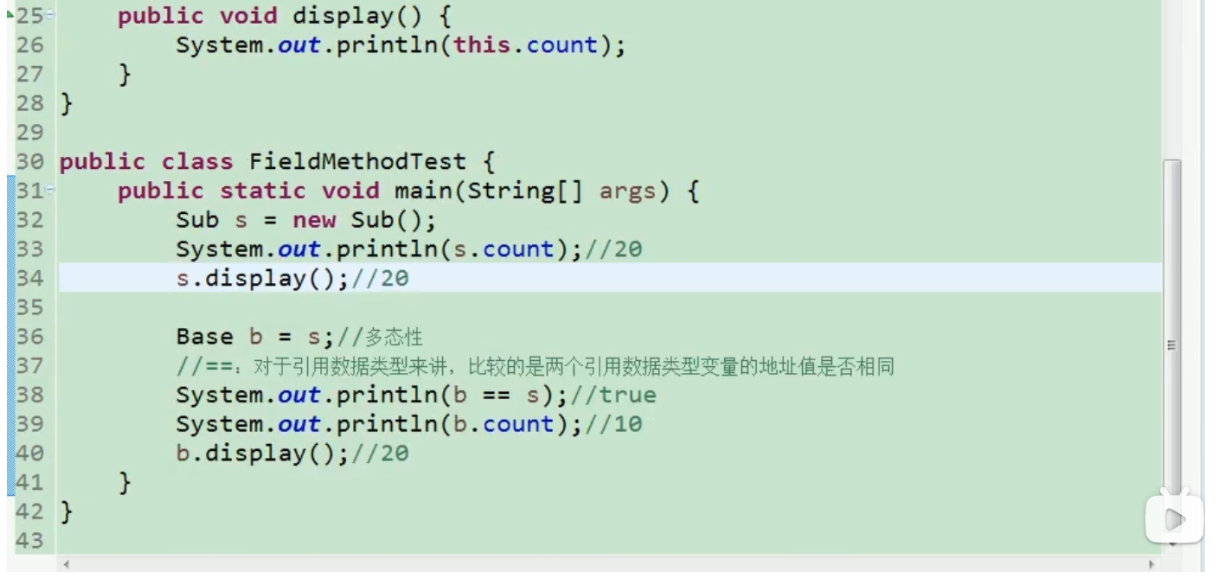 25 public void display() {
26 System.out.println(this.count);
27 }
28 }
29
30 public class FieldMethodTest {
31 public static void main(String[] args) {
32 Sub s = new Sub();
33 System.out.println(s.count);//20
34 s.display();//20
35
36 Base b = s;//多态性
37 //==：对于引用数据类型来讲，比较的是两个引用数据类型变量的地址值是否相同
38 System.out.println(b == s);//true
39 System.out.println(b.count);//10
40 b.display();//20
41 }
42 }
43